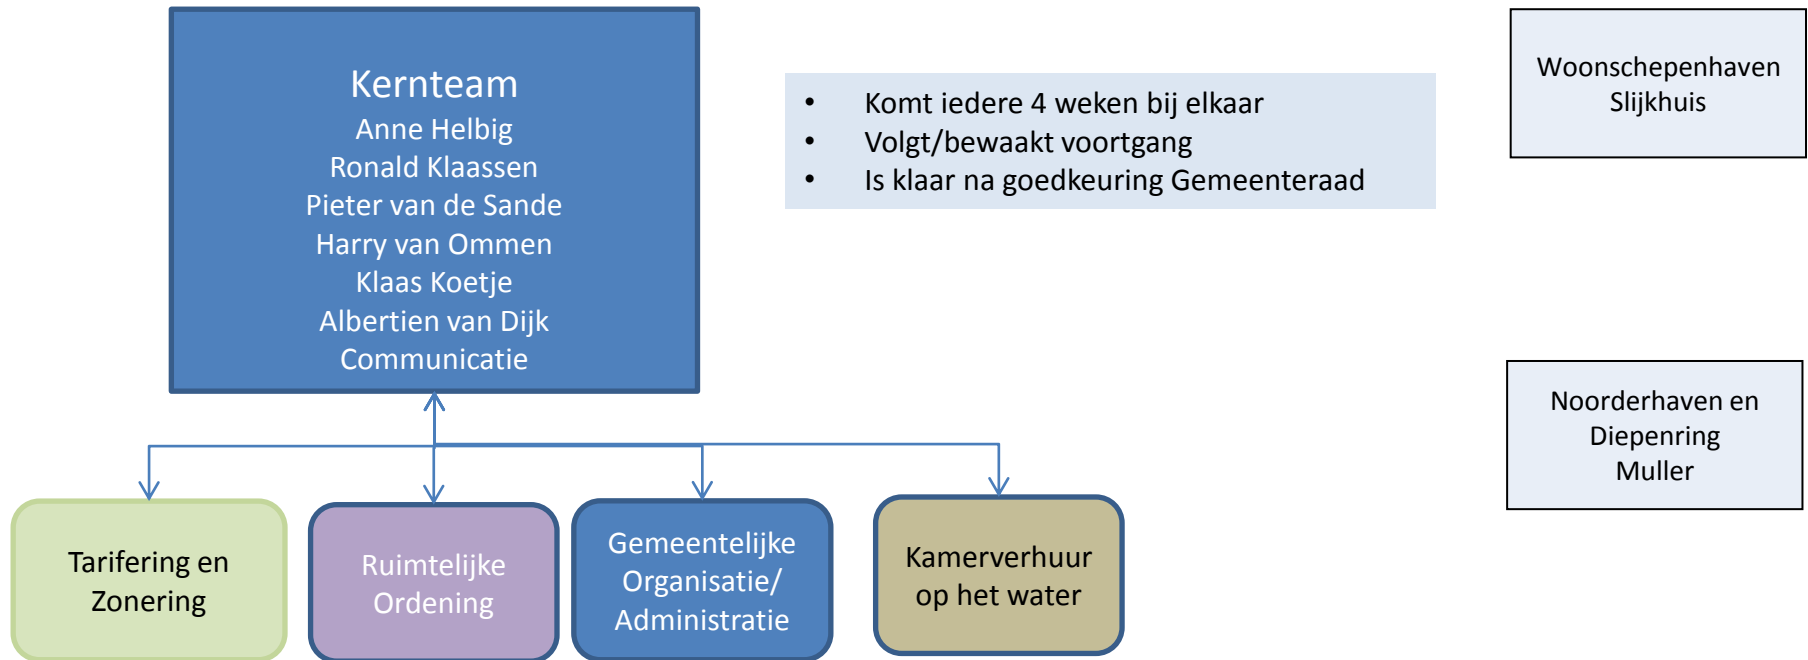 Kernteam
Anne Helbig
Ronald Klaassen
Pieter van de Sande
Harry van Ommen
Klaas Koetje
Albertien van Dijk
Communicatie
• Komt iedere 4 weken bij elkaar
• Volgt/bewaakt voortgang
• Is klaar na goedkeuring Gemeenteraad
Woonschepenhaven
Slijkhuis
Noorderhaven en
Diepenring
Muller
Tarifering en
Zonering
Ruimtelijke
Ordening
Gemeentelijke
Organisatie/
Administratie
Kamerverhuur
op het water